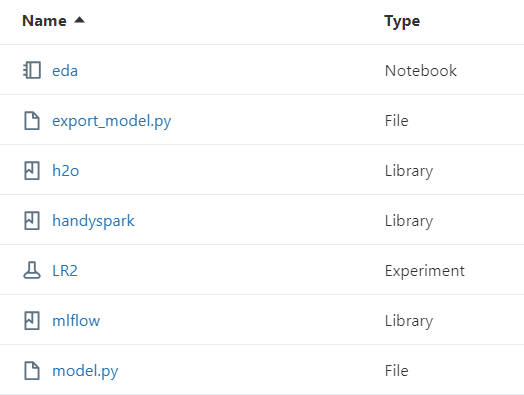 Name Type
eda Notebook
export_model.py File
h2o Library
handyspark Library
LR2 Experiment
mlflow Library
model.py File